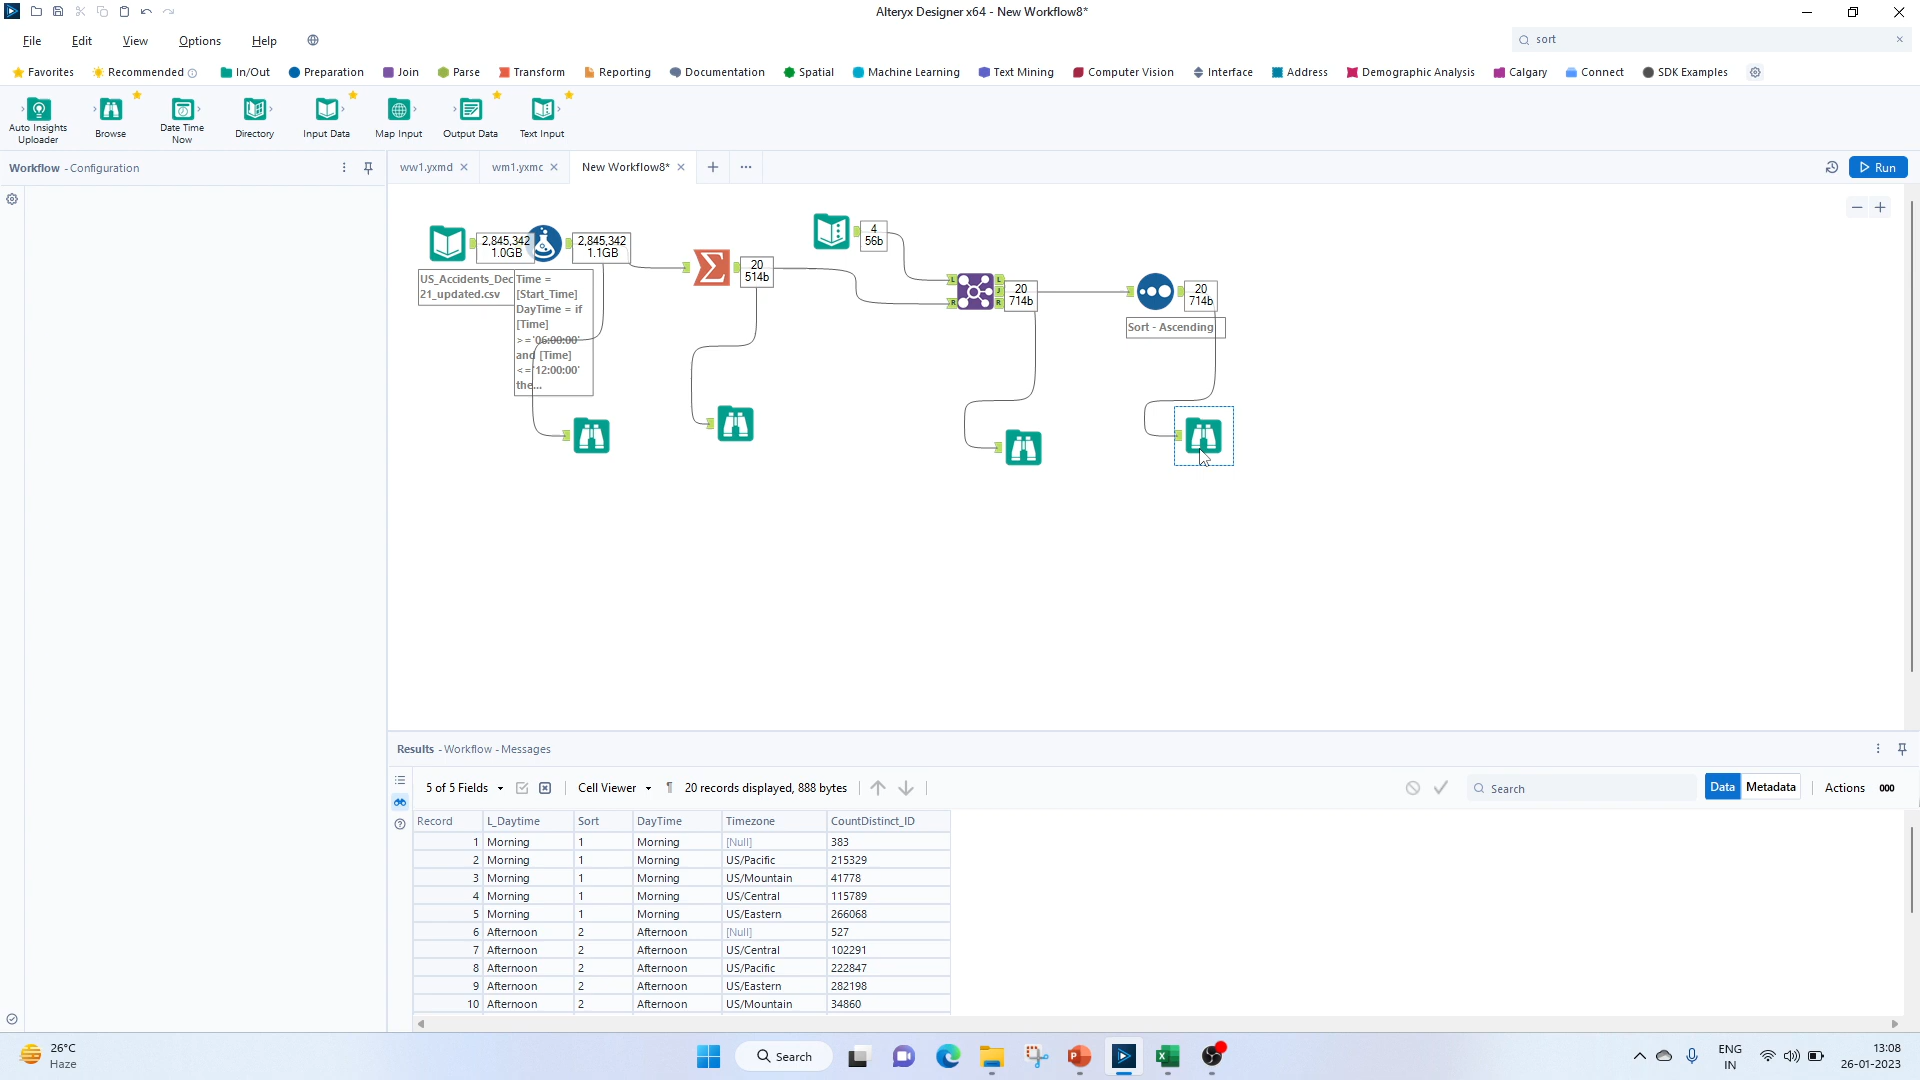 Alteryx Designer x64 - New Workflow8*
File Edit View Options Help
sort
Favorites Recommended In/Out Preparation Join Parse Transform Reporting Documentation Spatial Machine Learning Text Mining Computer Vision Interface Address Demographic Analysis Calgary Connect SDK Examples
Auto Insights
Uploader
Browse
Date Time
Now
Directory
Input Data
Map Input
Output Data
Text Input
Workflow - Configuration
ww1.yxmd
wm1.yxmc
New Workflow8*
Run
2,845,342
1.0GB
2,845,342
1.1GB
US_Accidents_Dec
21_updated.csv
Time =
[Start_Time]
DayTime = if
[Time]
>='06:00:00'
and [Time]
<='12:00:00'
the...
20
514b
4
56b
L
R
L
J
R
20
714b
20
714b
Sort - Ascending
Results - Workflow - Messages
5 of 5 Fields
Cell Viewer
20 records displayed, 888 bytes
Search
Data
Metadata
Actions
000
Record L_Daytime Sort DayTime Timezone CountDistinct_ID
1 Morning 1 Morning [Null] 383
2 Morning 1 Morning US/Pacific 215329
3 Morning 1 Morning US/Mountain 41778
4 Morning 1 Morning US/Central 115789
5 Morning 1 Morning US/Eastern 266068
6 Afternoon 2 Afternoon [Null] 527
7 Afternoon 2 Afternoon US/Central 102291
8 Afternoon 2 Afternoon US/Pacific 222847
9 Afternoon 2 Afternoon US/Eastern 282198
10 Afternoon 2 Afternoon US/Mountain 34860
26°C
Haze
Search
ENG
IN
13:08
26-01-2023